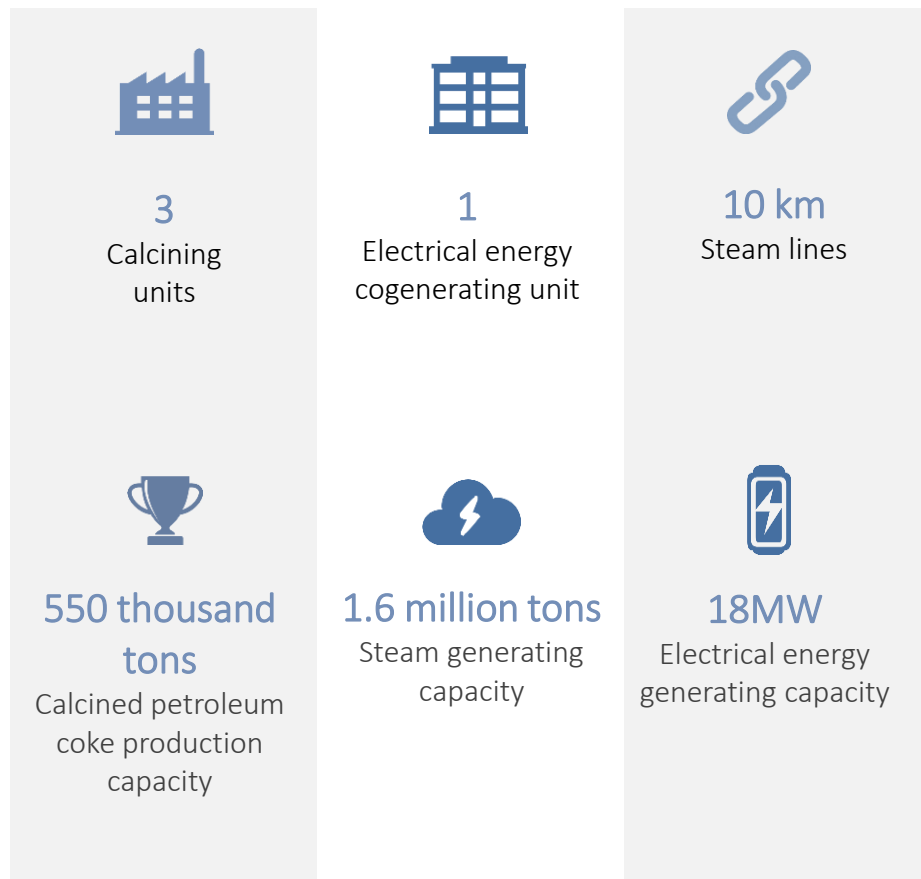 3
Calcining
units
1
Electrical energy
cogenerating unit
10 km
Steam lines
550 thousand
tons
Calcined petroleum
coke production
capacity
1.6 million tons
Steam generating
capacity
18MW
Electrical energy
generating capacity